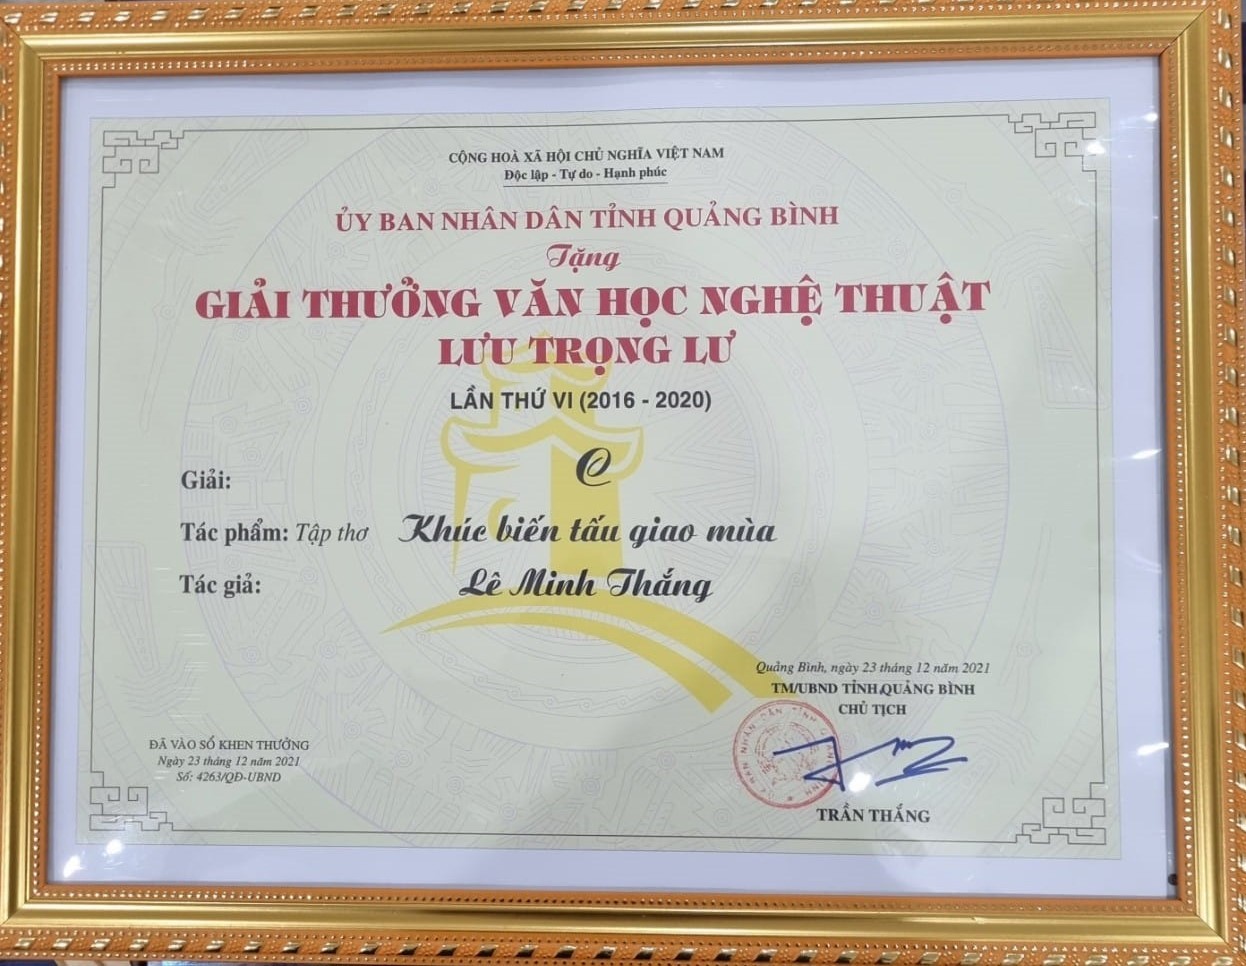 CỘNG HOÀ XÃ HỘI CHỦ NGHĨA VIỆT NAM
Độc lập - Tự do - Hạnh phúc
ỦY BAN NHÂN DÂN TỈNH QUẢNG BÌNH
Tặng
GIẢI THƯỞNG VĂN HỌC NGHỆ THUẬT
LƯU TRỌNG LƯ
LẦN THỨ VI (2016 - 2020)
Giải: C
Tác phẩm: Tập thơ Khúc biến tấu giao mùa
Tác giả: Lê Minh Thắng
Quảng Bình, ngày 23 tháng 12 năm 2021
TM/UBND TỈNH QUẢNG BÌNH
CHỦ TỊCH
TRẦN THẮNG
ĐÃ VÀO SỔ KHEN THƯỞNG
Ngày 23 tháng 12 năm 2021
Số: 4263/QĐ-UBND